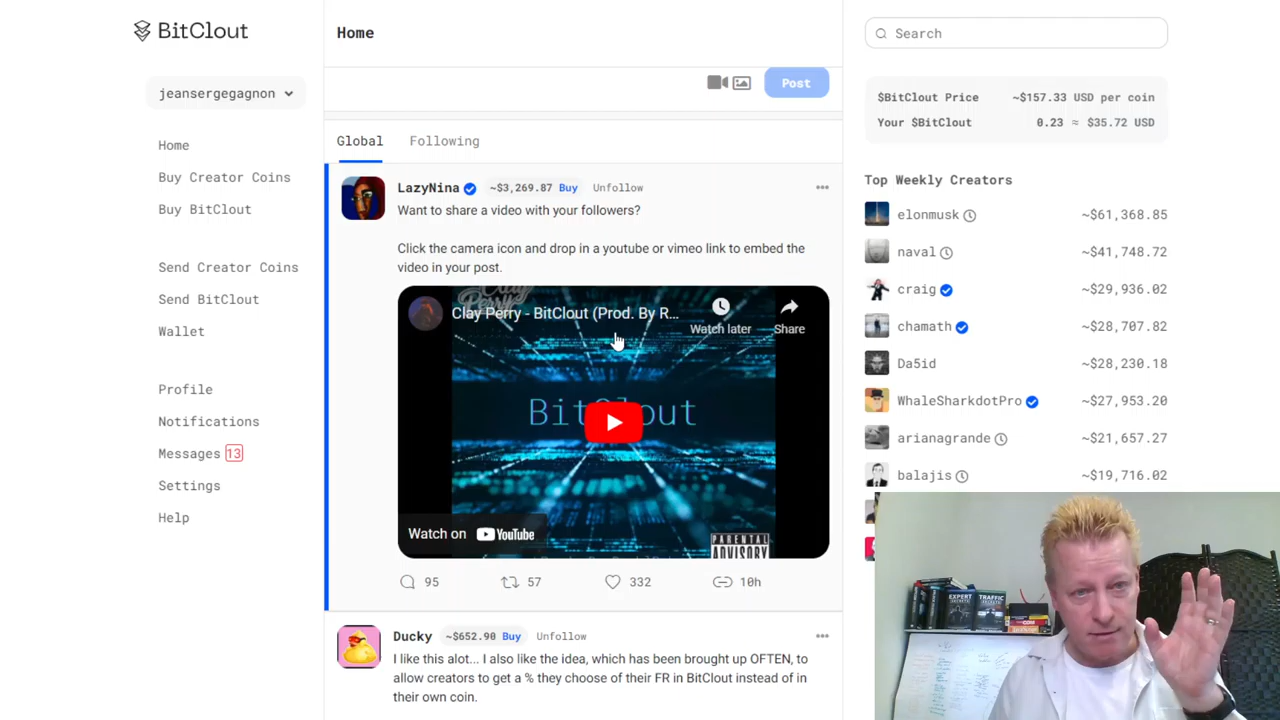 BitClout
jeansergegagnon
Home
Buy Creator Coins
Buy BitClout
Send Creator Coins
Send BitClout
Wallet
Profile
Notifications
Messages 13
Settings
Help
Home
Post
Global Following
LazyNina ~$3,269.87 Buy Unfollow
Want to share a video with your followers?
Click the camera icon and drop in a youtube or vimeo link to embed the
video in your post.
Clay Perry
Clay Perry - BitClout (Prod. By R...
Watch later
Share
BitClout
Watch on YouTube
PARENTAL
ADVISORY
95 57 332 10h
Ducky ~$652.90 Buy Unfollow
I like this alot... I also like the idea, which has been brought up OFTEN, to
allow creators to get a % they choose of their FR in BitClout instead of in
their own coin.
Search
$BitClout Price ~$157.33 USD per coin
Your $BitClout 0.23 ≈ $35.72 USD
Top Weekly Creators
elonmusk ~$61,368.85
naval ~$41,748.72
craig ~$29,936.02
chamath ~$28,707.82
Da5id ~$28,230.18
WhaleSharkdotPro ~$27,953.20
arianagrande ~$21,657.27
balajis ~$19,716.02
EXPERT
SECRETS
TRAFFIC
SECRETS